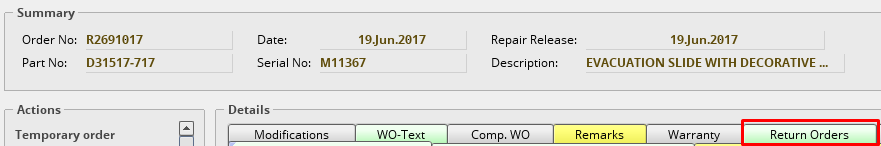 Summary
Order No: R2691017 Date: 19.Jun.2017 Repair Release: 19.Jun.2017
Part No: D31517-717 Serial No: M11367 Description: EVACUATION SLIDE WITH DECORATIVE ...
Actions Details
Temporary order Modifications WO-Text Comp. WO Remarks Warranty Return Orders